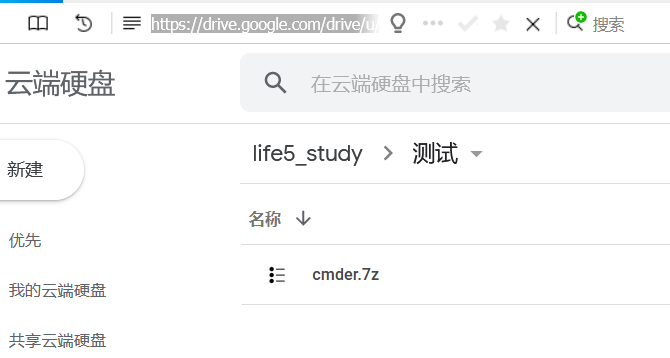 https://drive.google.com/drive/u 搜索
云端硬盘 在云端硬盘中搜索
新建 life5_study > 测试
名称
优先
cmder.7z
我的云端硬盘
共享云端硬盘